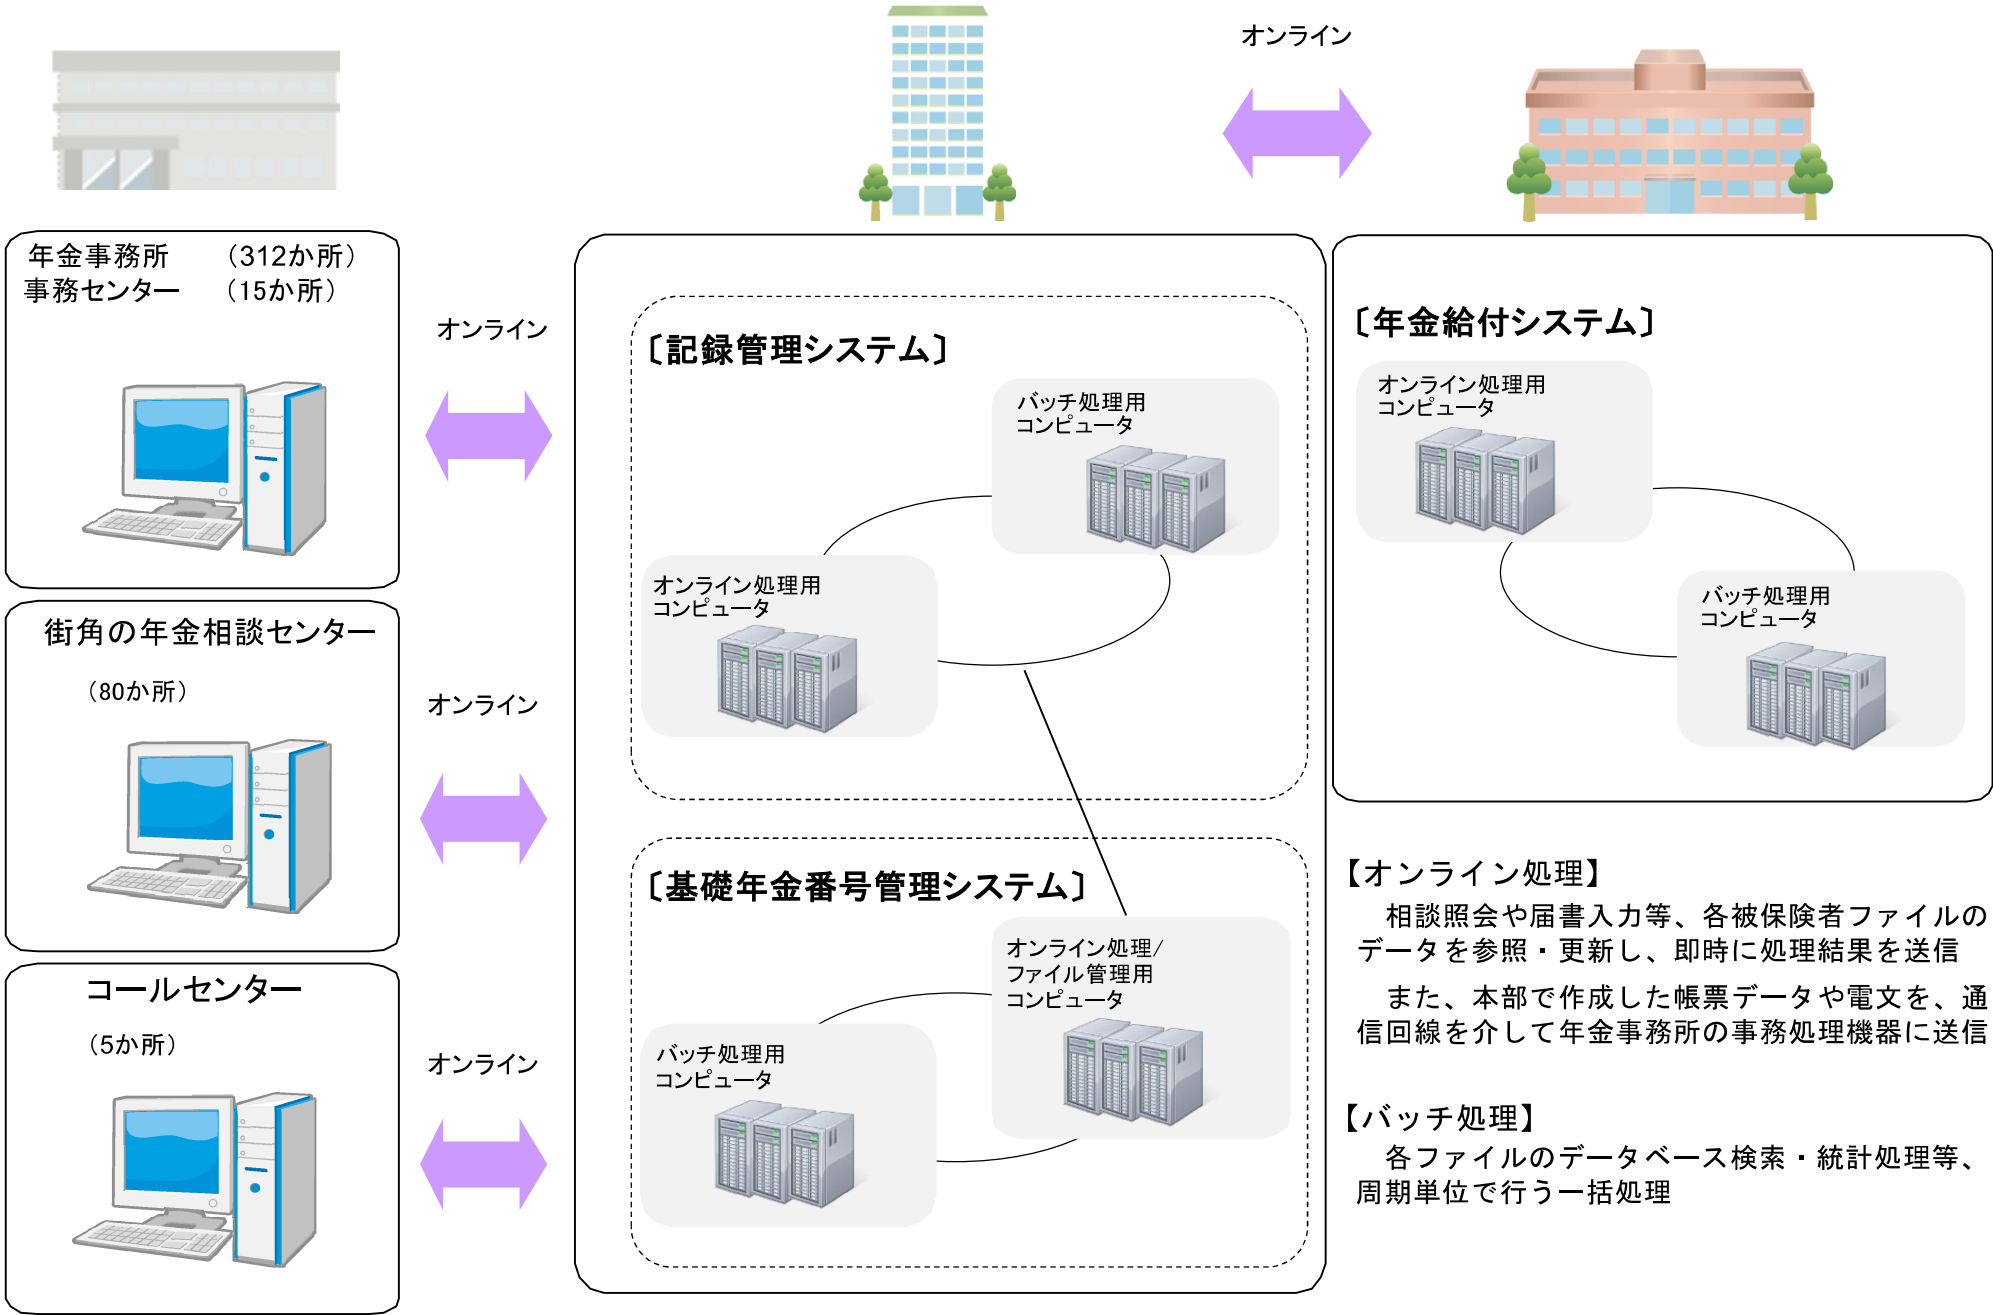 オンライン
年金事務所　（312か所）
事務センター　（15か所）
オンライン
街角の年金相談センター
（80か所）
オンライン
コールセンター
（5か所）
オンライン
〔記録管理システム〕
バッチ処理用
コンピュータ
オンライン処理用
コンピュータ
〔基礎年金番号管理システム〕
オンライン処理/
ファイル管理用
コンピュータ
バッチ処理用
コンピュータ
〔年金給付システム〕
オンライン処理用
コンピュータ
バッチ処理用
コンピュータ
【オンライン処理】
相談照会や届書入力等、各被保険者ファイルの
データを参照・更新し、即時に処理結果を送信
また、本部で作成した帳票データや電文を、通
信回線を介して年金事務所の事務処理機器に送信
【バッチ処理】
各ファイルのデータベース検索・統計処理等、
周期単位で行う一括処理